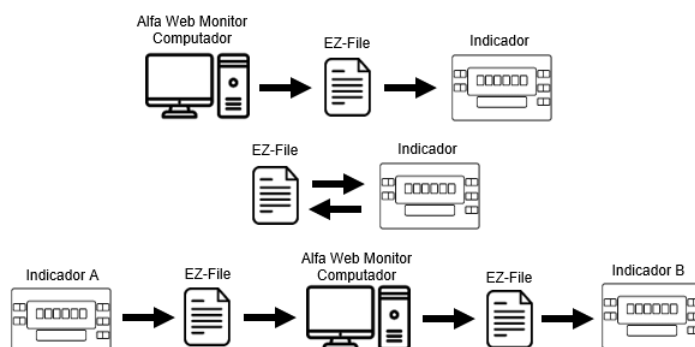 Alfa Web Monitor
Computador
EZ-File
Indicador
EZ-File
Indicador
Indicador A
EZ-File
Alfa Web Monitor
Computador
EZ-File
Indicador B